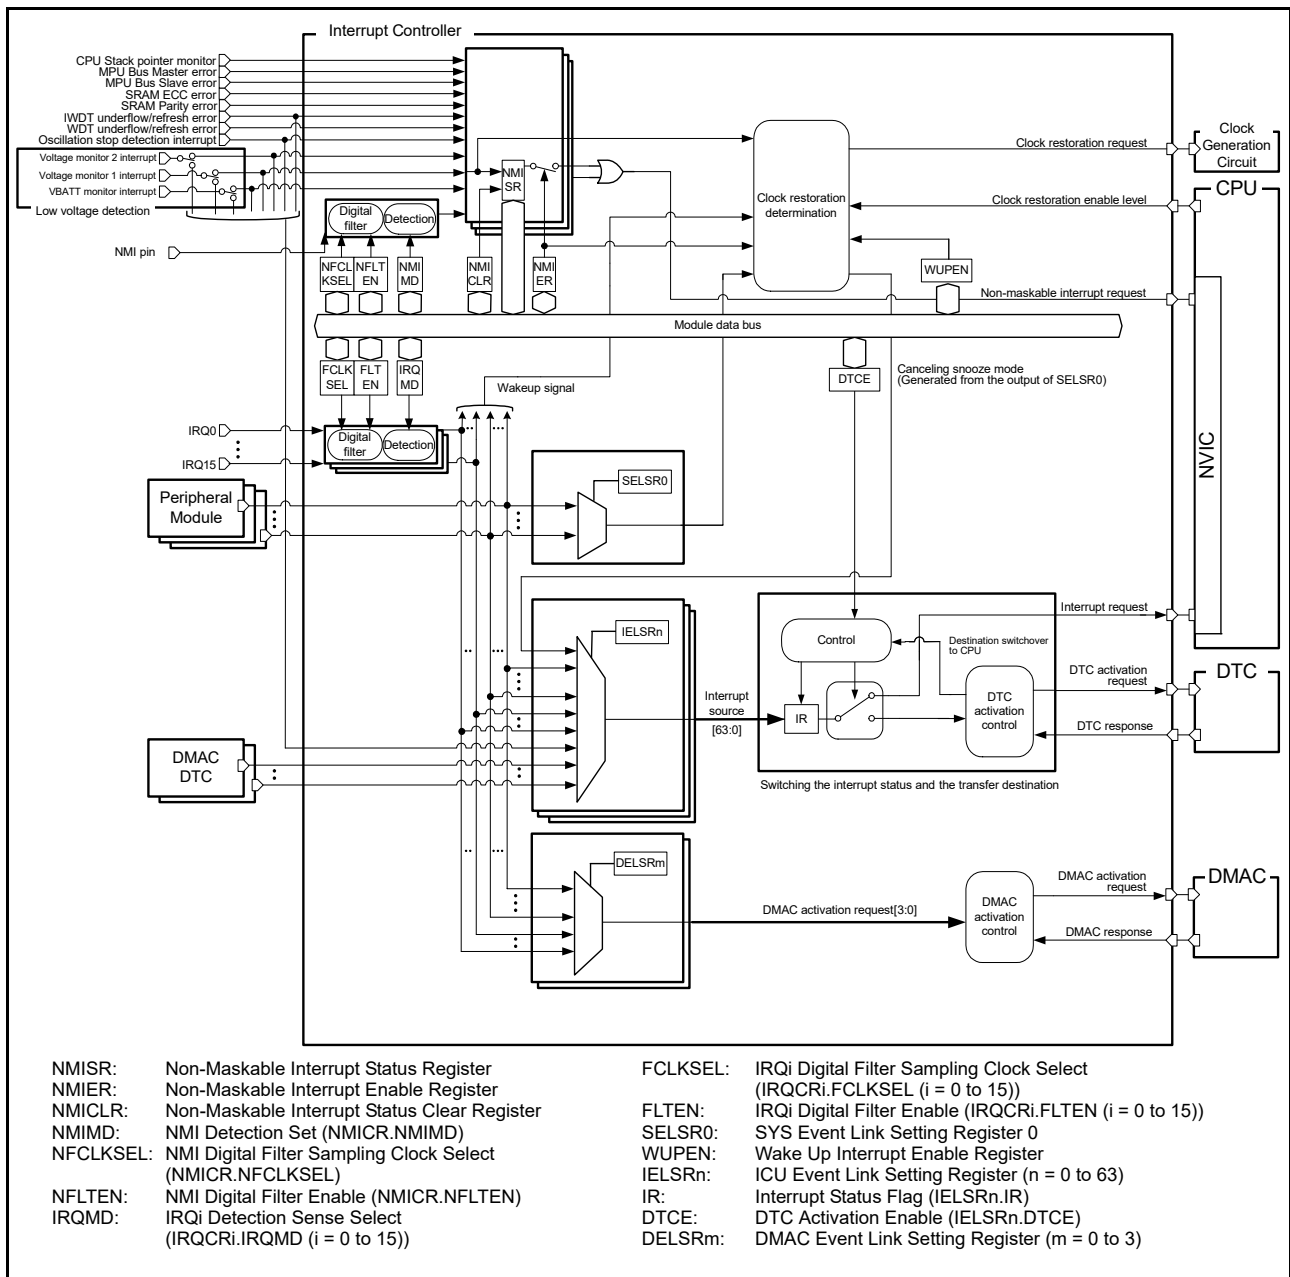 Interrupt Controller
CPU Stack pointer monitor
MPU Bus Master error
MPU Bus Slave error
SRAM ECC error
SRAM Parity error
IWDT underflow/refresh error
WDT underflow/refresh error
Oscillation stop detection interrupt
Voltage monitor 2 interrupt
Voltage monitor 1 interrupt
VBATT monitor interrupt
Low voltage detection
NMI pin
Digital
filter
Detection
NFCL
KSEL
NFLT
EN
NMI
MD
NMI
CLR
NMI
SR
NMI
ER
Clock restoration
determination
Clock restoration request
Clock
Generation
Circuit
CPU
Clock restoration enable level
WUPEN
Non-maskable interrupt request
NVIC
Module data bus
FCLK
SEL
FLT
EN
IRQ
MD
Wakeup signal
DTCE
Canceling snooze mode
(Generated from the output of SELSR0)
IRQ0
IRQ15
Digital
filter
Detection
Peripheral
Module
SELSR0
IELSRn
Interrupt
source
[63:0]
Control
IR
Destination switchover
to CPU
DTC
activation
control
Interrupt request
DTC activation
request
DTC response
DTC
Switching the interrupt status and the transfer destination
DMAC
DTC
DELSRm
DMAC activation request[3:0]
DMAC
activation
control
DMAC activation
request
DMAC response
DMAC
NMISR: Non-Maskable Interrupt Status Register
NMIER: Non-Maskable Interrupt Enable Register
NMICLR: Non-Maskable Interrupt Status Clear Register
NMIMD: NMI Detection Set (NMICR.NMIMD)
NFCLKSEL: NMI Digital Filter Sampling Clock Select
(NMICR.NFCLKSEL)
NFLTEN: NMI Digital Filter Enable (NMICR.NFLTEN)
IRQMD: IRQi Detection Sense Select
(IRQCRi.IRQMD (i = 0 to 15))
FCLKSEL: IRQi Digital Filter Sampling Clock Select
(IRQCRi.FCLKSEL (i = 0 to 15))
FLTEN: IRQi Digital Filter Enable (IRQCRi.FLTEN (i = 0 to 15))
SELSR0: SYS Event Link Setting Register 0
WUPEN: Wake Up Interrupt Enable Register
IELSRn: ICU Event Link Setting Register (n = 0 to 63)
IR: Interrupt Status Flag (IELSRn.IR)
DTCE: DTC Activation Enable (IELSRn.DTCE)
DELSRm: DMAC Event Link Setting Register (m = 0 to 3)